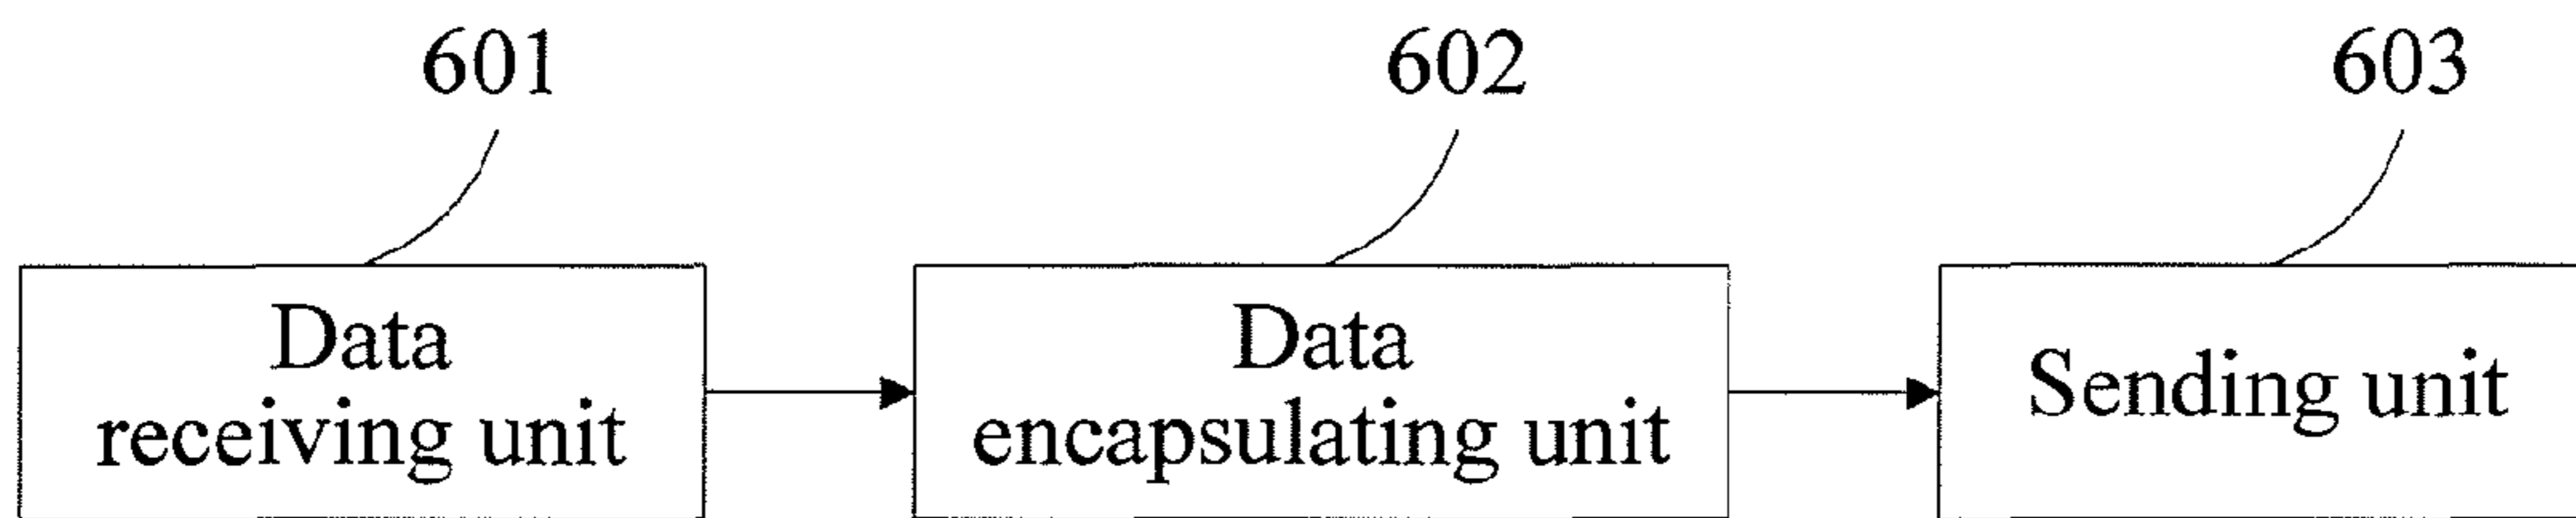 601
602
603
Data
receiving unit
Data
encapsulating unit
Sending unit